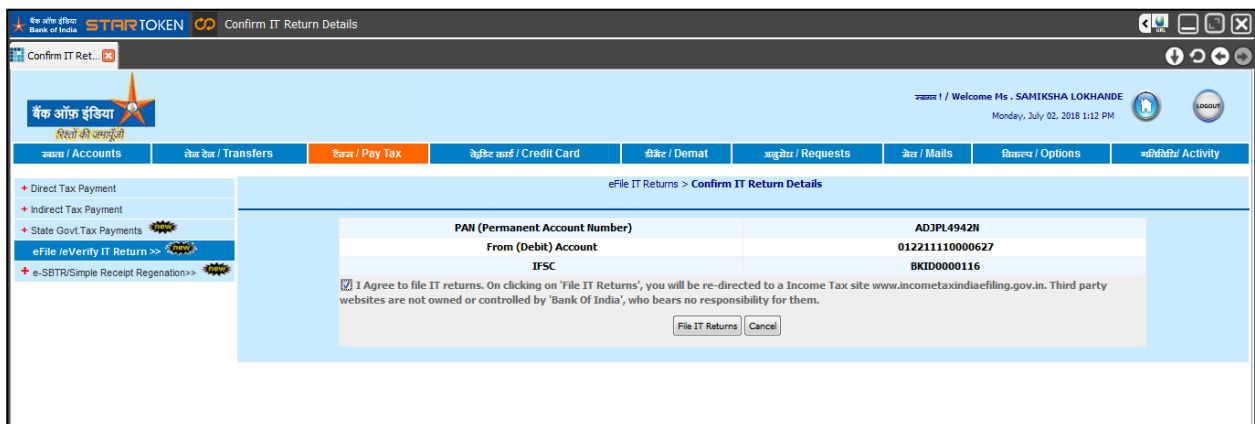 बैंक ऑफ़ इंडिया
Bank of India STAR TOKEN Confirm IT Return Details URL
Confirm IT Ret...
बैंक ऑफ़ इंडिया
रिश्तों की जमापूँजी
स्वागत ! / Welcome Ms . SAMIKSHA LOKHANDE
Monday, July 02, 2018 1:12 PM
LOGOUT
खाता / Accounts लेन देन / Transfers टैक्स / Pay Tax केृडिट कार्ड / Credit Card डीमैट / Demat अनुरोध / Requests मेल / Mails विकल्प / Options गतिविधि/ Activity
Direct Tax Payment
Indirect Tax Payment
State Govt.Tax Payments new
eFile /eVerify IT Return >> new
e-SBTR/Simple Receipt Regenation>> new
eFile IT Returns > Confirm IT Return Details
PAN (Permanent Account Number) ADJPL4942N
From (Debit) Account 012211110000627
IFSC BKID0000116
I Agree to file IT returns. On clicking on 'File IT Returns', you will be re-directed to a Income Tax site www.incometaxindiaefiling.gov.in. Third party
websites are not owned or controlled by 'Bank Of India', who bears no responsibility for them.
File IT Returns Cancel